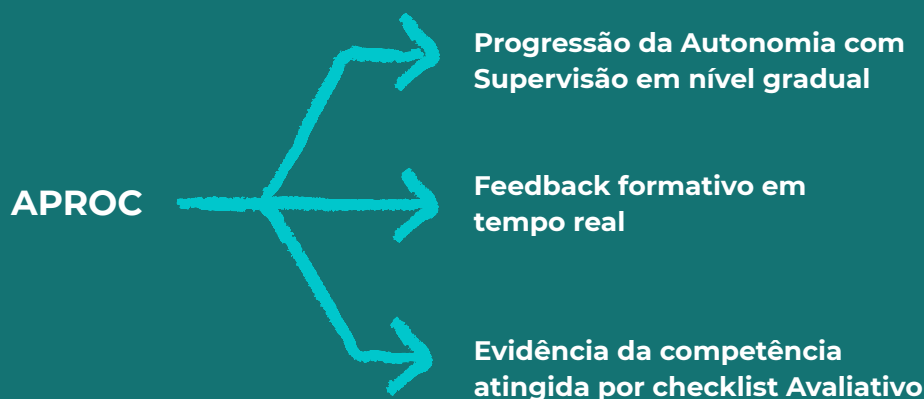 Progressão da Autonomia com
Supervisão em nível gradual
APROC
Feedback formativo em
tempo real
Evidência da competência
atingida por checklist Avaliativo